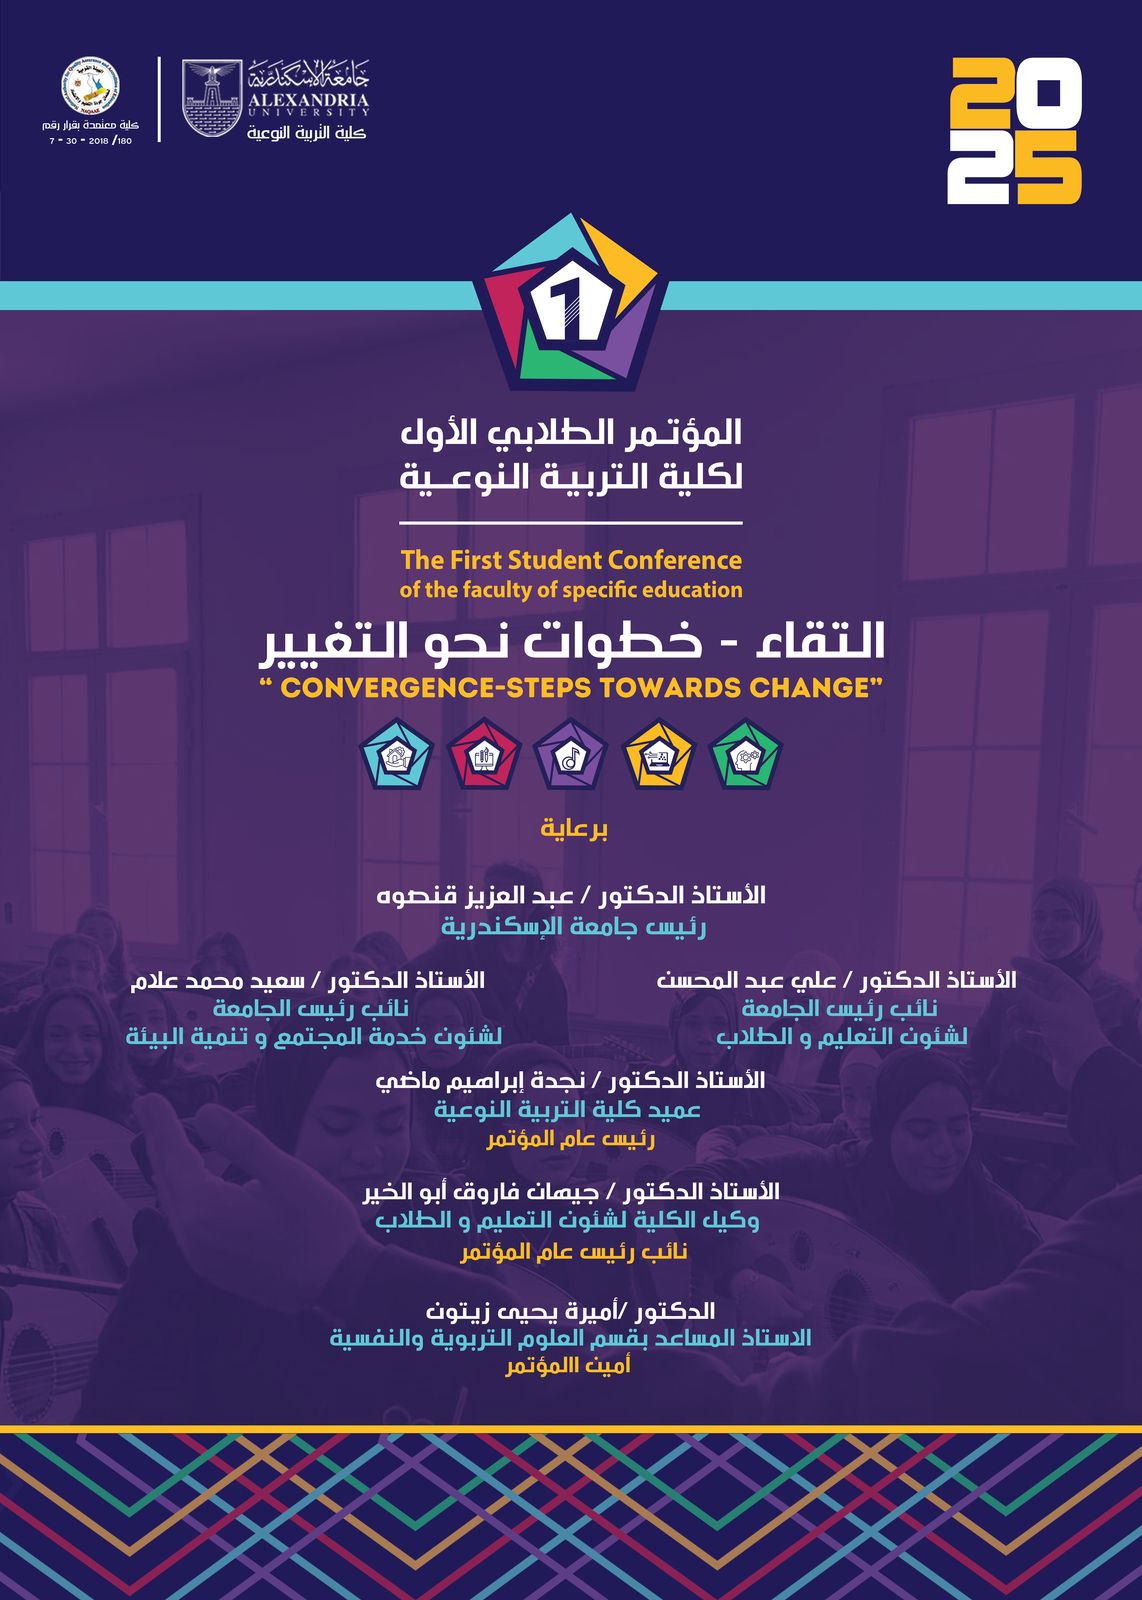 كلية معتمدة بقرار رقم
7 - 30 - 2018 /180
جامعة الإسكندرية
ALEXANDRIA
UNIVERSITY
كلية التربية النوعية
2025
1
المؤتمر الطلابي الأول
لكلية التربية النوعية
The First Student Conference
of the faculty of specific education
التقاء - خطوات نحو التغيير
“ CONVERGENCE-STEPS TOWARDS CHANGE”
برعاية
الأستاذ الدكتور / عبد العزيز قنصوه
رئيس جامعة الإسكندرية
الأستاذ الدكتور / علي عبد المحسن
نائب رئيس الجامعة
لشئون التعليم و الطلاب
الأستاذ الدكتور / سعيد محمد علام
نائب رئيس الجامعة
لشئون خدمة المجتمع و تنمية البيئة
الأستاذ الدكتور / نجدة إبراهيم ماضي
عميد كلية التربية النوعية
رئيس عام المؤتمر
الأستاذ الدكتور / جيهان فاروق أبو الخير
وكيل الكلية لشئون التعليم و الطلاب
نائب رئيس عام المؤتمر
الدكتور /أميرة يحيى زيتون
الاستاذ المساعد بقسم العلوم التربوية والنفسية
أمين االمؤتمر